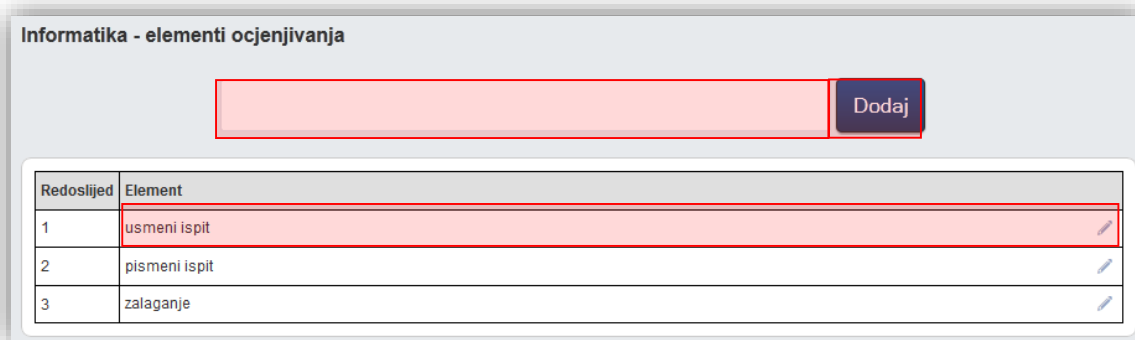 Informatika - elementi ocjenjivanja
Dodaj
Redoslijed Element
1 usmeni ispit
2 pismeni ispit
3 zalaganje